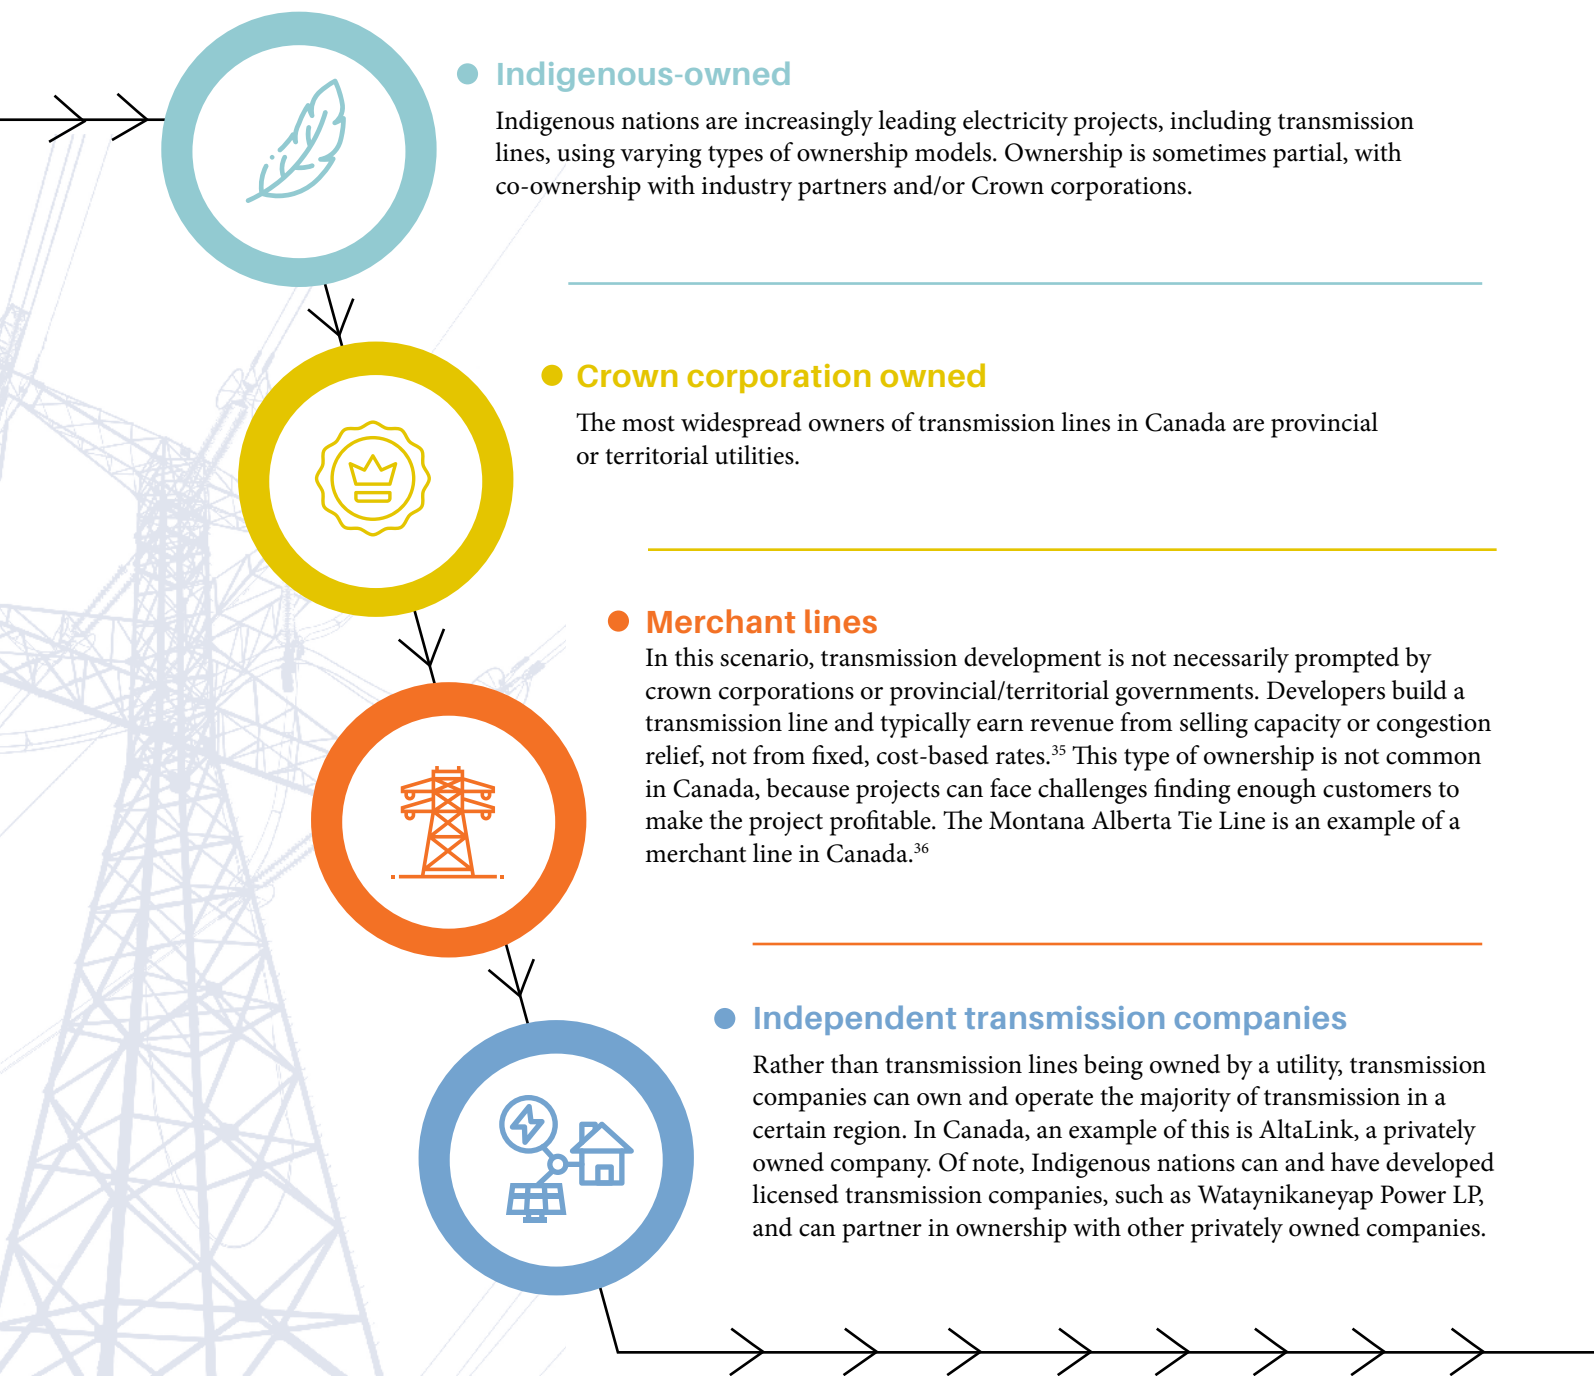 Indigenous-owned
Indigenous nations are increasingly leading electricity projects, including transmission
lines, using varying types of ownership models. Ownership is sometimes partial, with
co-ownership with industry partners and/or Crown corporations.
Crown corporation owned
The most widespread owners of transmission lines in Canada are provincial
or territorial utilities.
Merchant lines
In this scenario, transmission development is not necessarily prompted by
crown corporations or provincial/territorial governments. Developers build a
transmission line and typically earn revenue from selling capacity or congestion
relief, not from fixed, cost-based rates.35 This type of ownership is not common
in Canada, because projects can face challenges finding enough customers to
make the project profitable. The Montana Alberta Tie Line is an example of a
merchant line in Canada.36
Independent transmission companies
Rather than transmission lines being owned by a utility, transmission
companies can own and operate the majority of transmission in a
certain region. In Canada, an example of this is AltaLink, a privately
owned company. Of note, Indigenous nations can and have developed
licensed transmission companies, such as Wataynikaneyap Power LP,
and can partner in ownership with other privately owned companies.